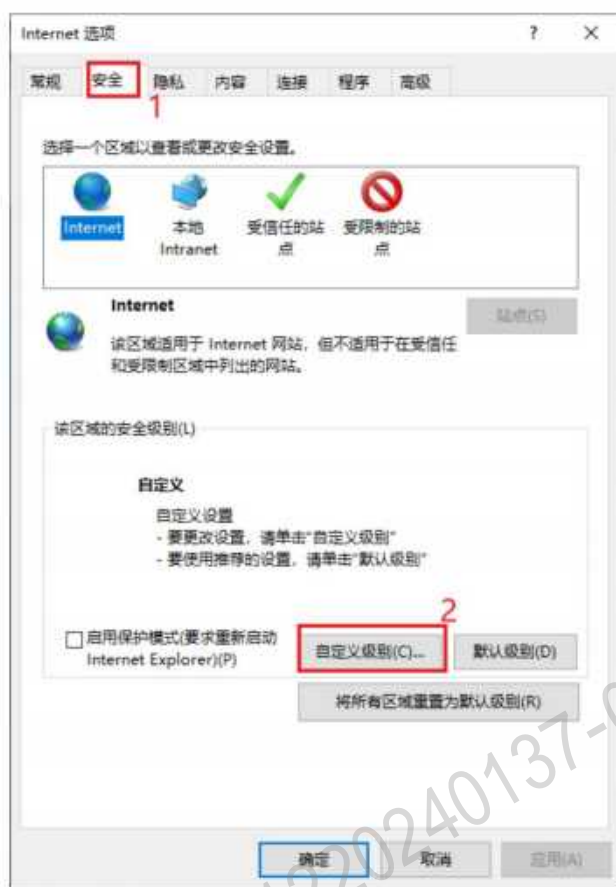 Internet 选项
?
×
常规 安全 隐私 内容 连接 程序 高级
1
选择一个区域以查看或更改安全设置。
Internet
本地
Intranet
受信任的站
点
受限制的站
点
Internet
站点(S)
该区域适用于 Internet 网站，但不适用于在受信任
和受限制区域中列出的网站。
该区域的安全级别(L)
自定义
自定义设置
- 要更改设置，请单击"自定义级别"
- 要使用推荐的设置，请单击"默认级别"
2
启用保护模式(要求重新启动
Internet Explorer)(P)
自定义级别(C)...
默认级别(D)
将所有区域重置为默认级别(R)
确定
取消
应用(A)